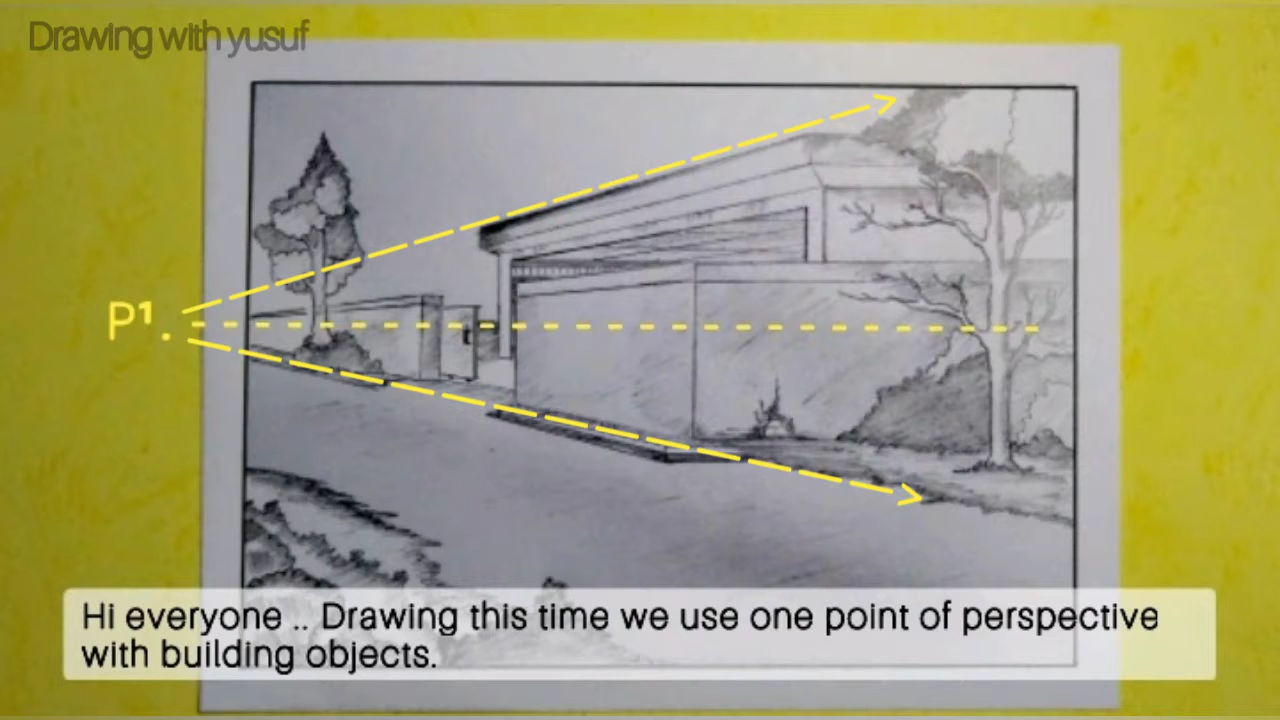 Drawing with yusuf
P¹.
Hi everyone .. Drawing this time we use one point of perspective
with building objects.